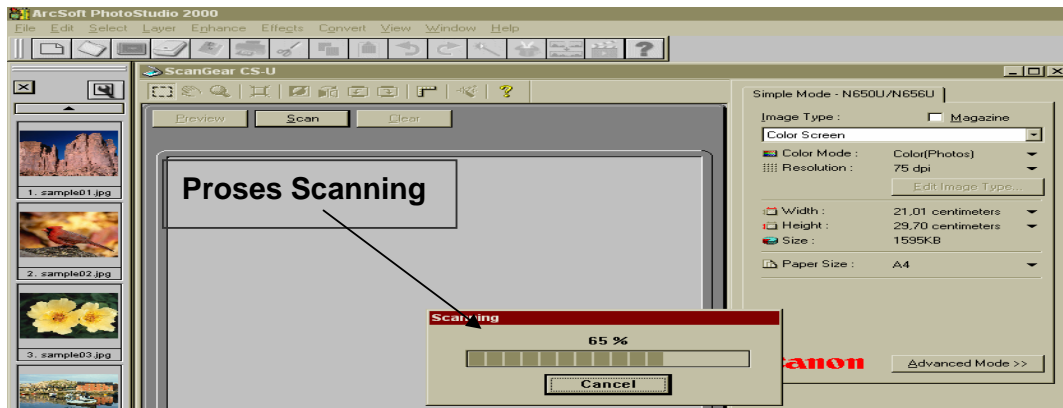 ArcSoft PhotoStudio 2000
File Edit Select Layer Enhance Effects Convert View Window Help
?
ScanGear CS-U
?
Preview Scan Clear
Proses Scanning
1. sample01.jpg
2. sample02.jpg
3. sample03.jpg
Scanning
65 %
Cancel
Simple Mode - N650U/N656U
Image Type : Magazine
Color Screen
Color Mode : Color(Photos)
Resolution : 75 dpi
Edit Image Type...
Width : 21,01 centimeters
Height : 29,70 centimeters
Size : 1595KB
Paper Size : A4
Canon Advanced Mode >>